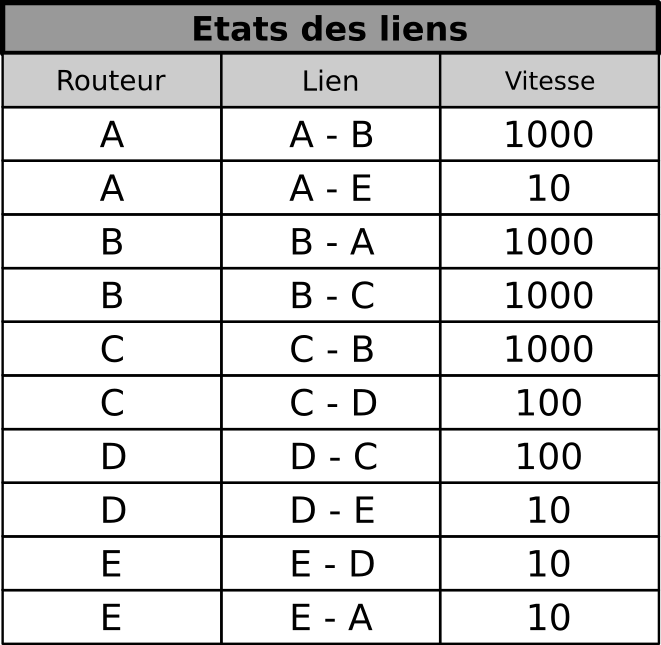 Etats des liens
Routeur Lien Vitesse
A A - B 1000
A A - E 10
B B - A 1000
B B - C 1000
C C - B 1000
C C - D 100
D D - C 100
D D - E 10
E E - D 10
E E - A 10